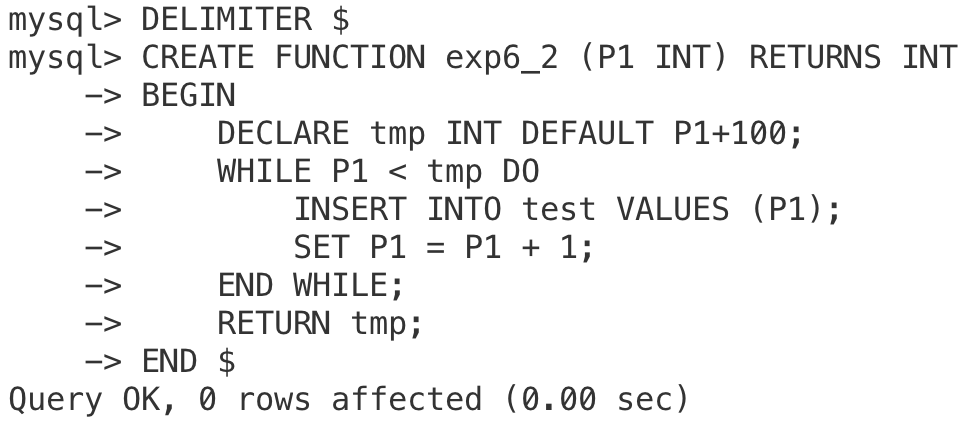 mysql> DELIMITER $
mysql> CREATE FUNCTION exp6_2 (P1 INT) RETURNS INT
    -> BEGIN
    ->     DECLARE tmp INT DEFAULT P1+100;
    ->     WHILE P1 < tmp DO
    ->         INSERT INTO test VALUES (P1);
    ->         SET P1 = P1 + 1;
    ->     END WHILE;
    ->     RETURN tmp;
    -> END $
Query OK, 0 rows affected (0.00 sec)